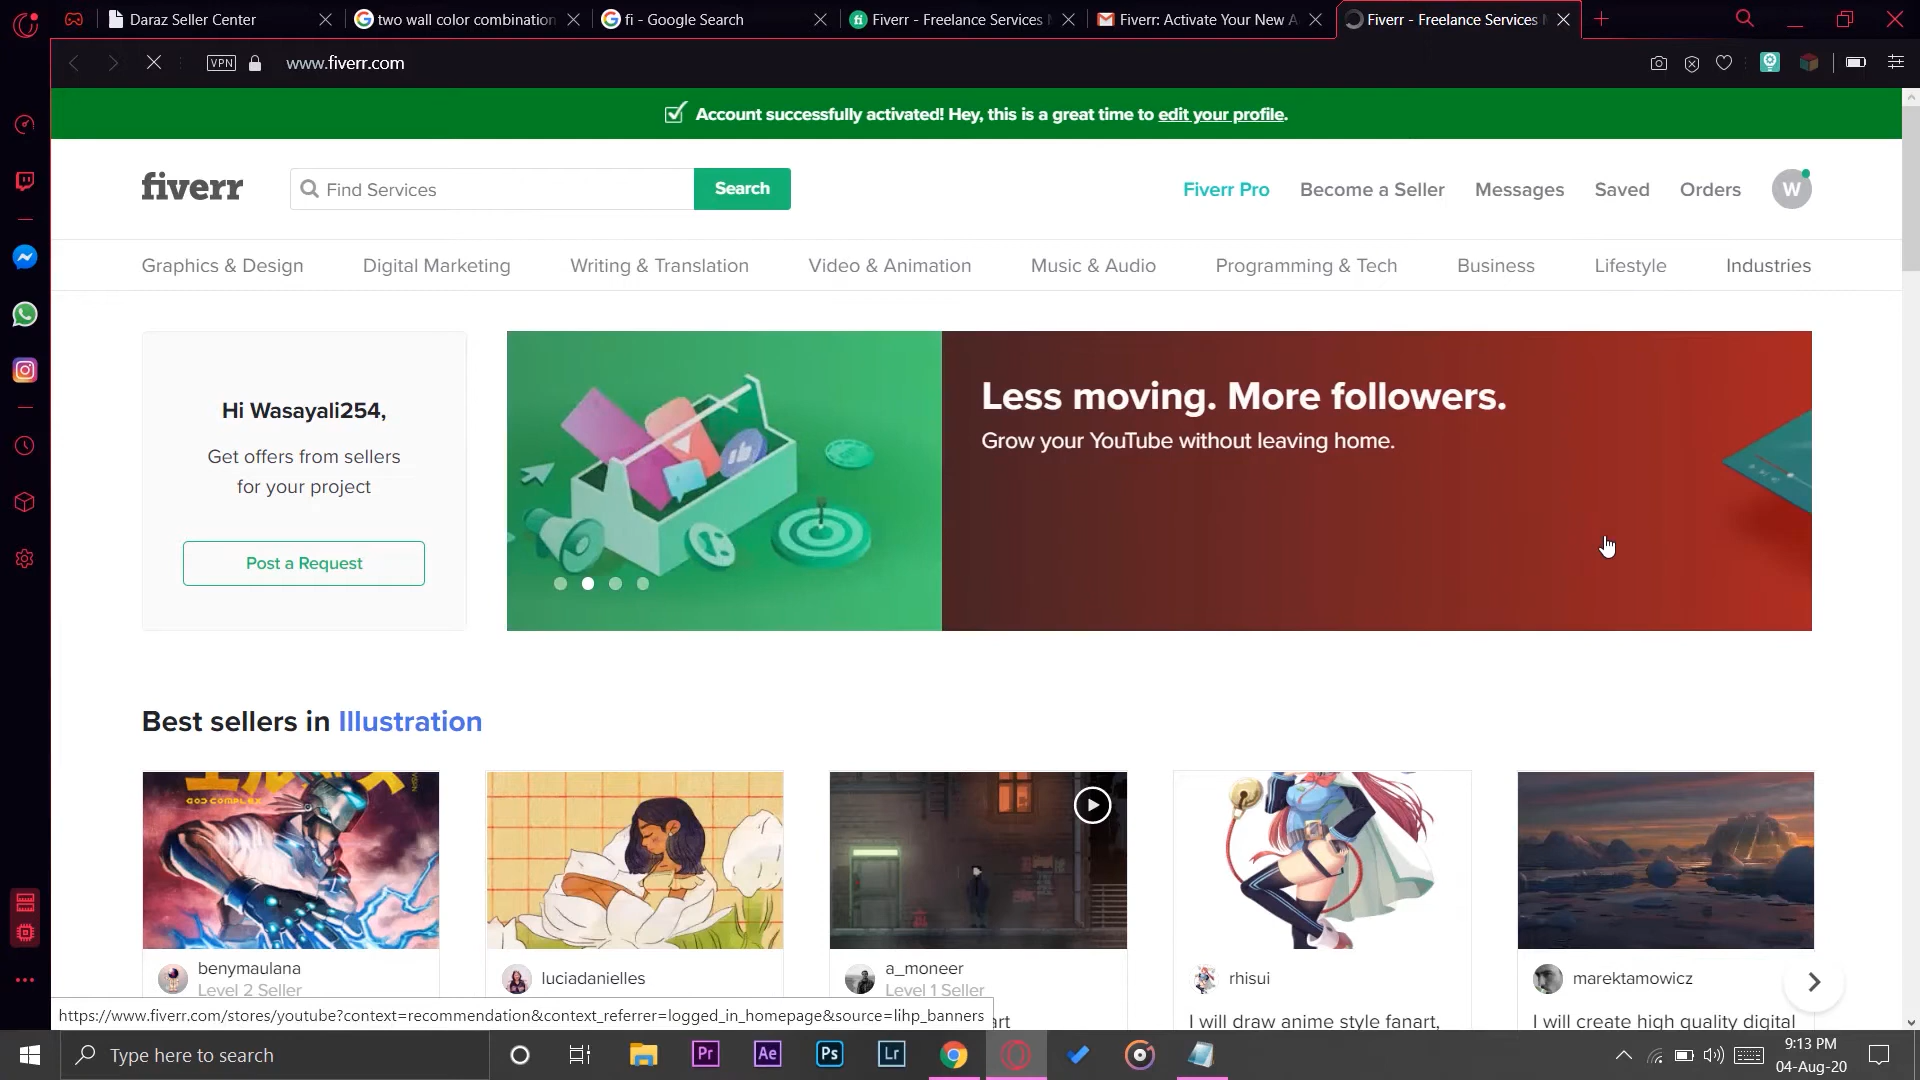 Daraz Seller Center
two wall color combination
fi - Google Search
Fiverr - Freelance Services
Fiverr: Activate Your New A
Fiverr - Freelance Services
VPN
www.fiverr.com
Account successfully activated! Hey, this is a great time to edit your profile.
fiverr
Find Services
Search
Fiverr Pro
Become a Seller
Messages
Saved
Orders
W
Graphics & Design
Digital Marketing
Writing & Translation
Video & Animation
Music & Audio
Programming & Tech
Business
Lifestyle
Industries
Hi Wasayali254,
Get offers from sellers
for your project
Post a Request
Less moving. More followers.
Grow your YouTube without leaving home.
Best sellers in Illustration
GOD COMPLEX
benymaulana
Level 2 Seller
luciadanielles
a_moneer
Level 1 Seller
rhisui
marektamowicz
I will draw anime style fanart,
I will create high quality digital
https://www.fiverr.com/stores/youtube?context=recommendation&context_referrer=logged_in_homepage&source=lihp_banners
Type here to search
Pr
Ae
Ps
Lr
9:13 PM
04-Aug-20